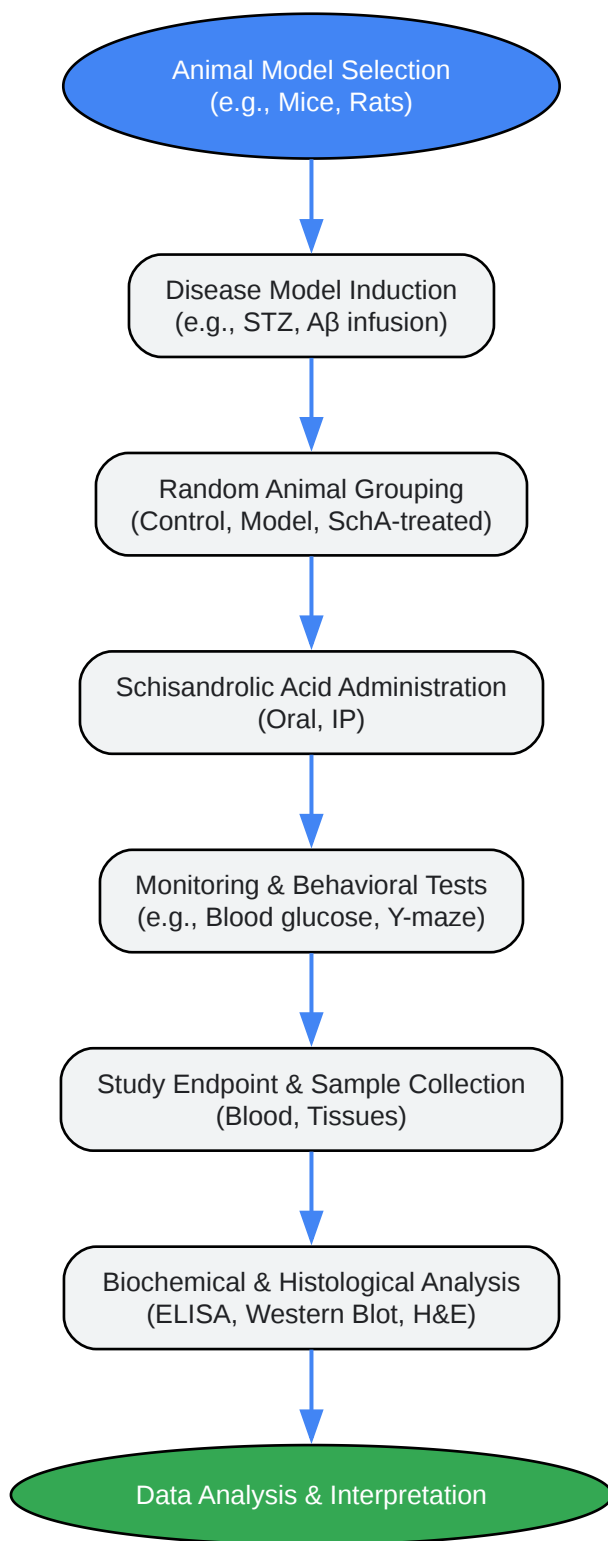 Animal Model Selection
(e.g., Mice, Rats)
Disease Model Induction
(e.g., STZ, Aβ infusion)
Random Animal Grouping
(Control, Model, SchA-treated)
Schisandrolic Acid Administration
(Oral, IP)
Monitoring & Behavioral Tests
(e.g., Blood glucose, Y-maze)
Study Endpoint & Sample Collection
(Blood, Tissues)
Biochemical & Histological Analysis
(ELISA, Western Blot, H&E)
Data Analysis & Interpretation